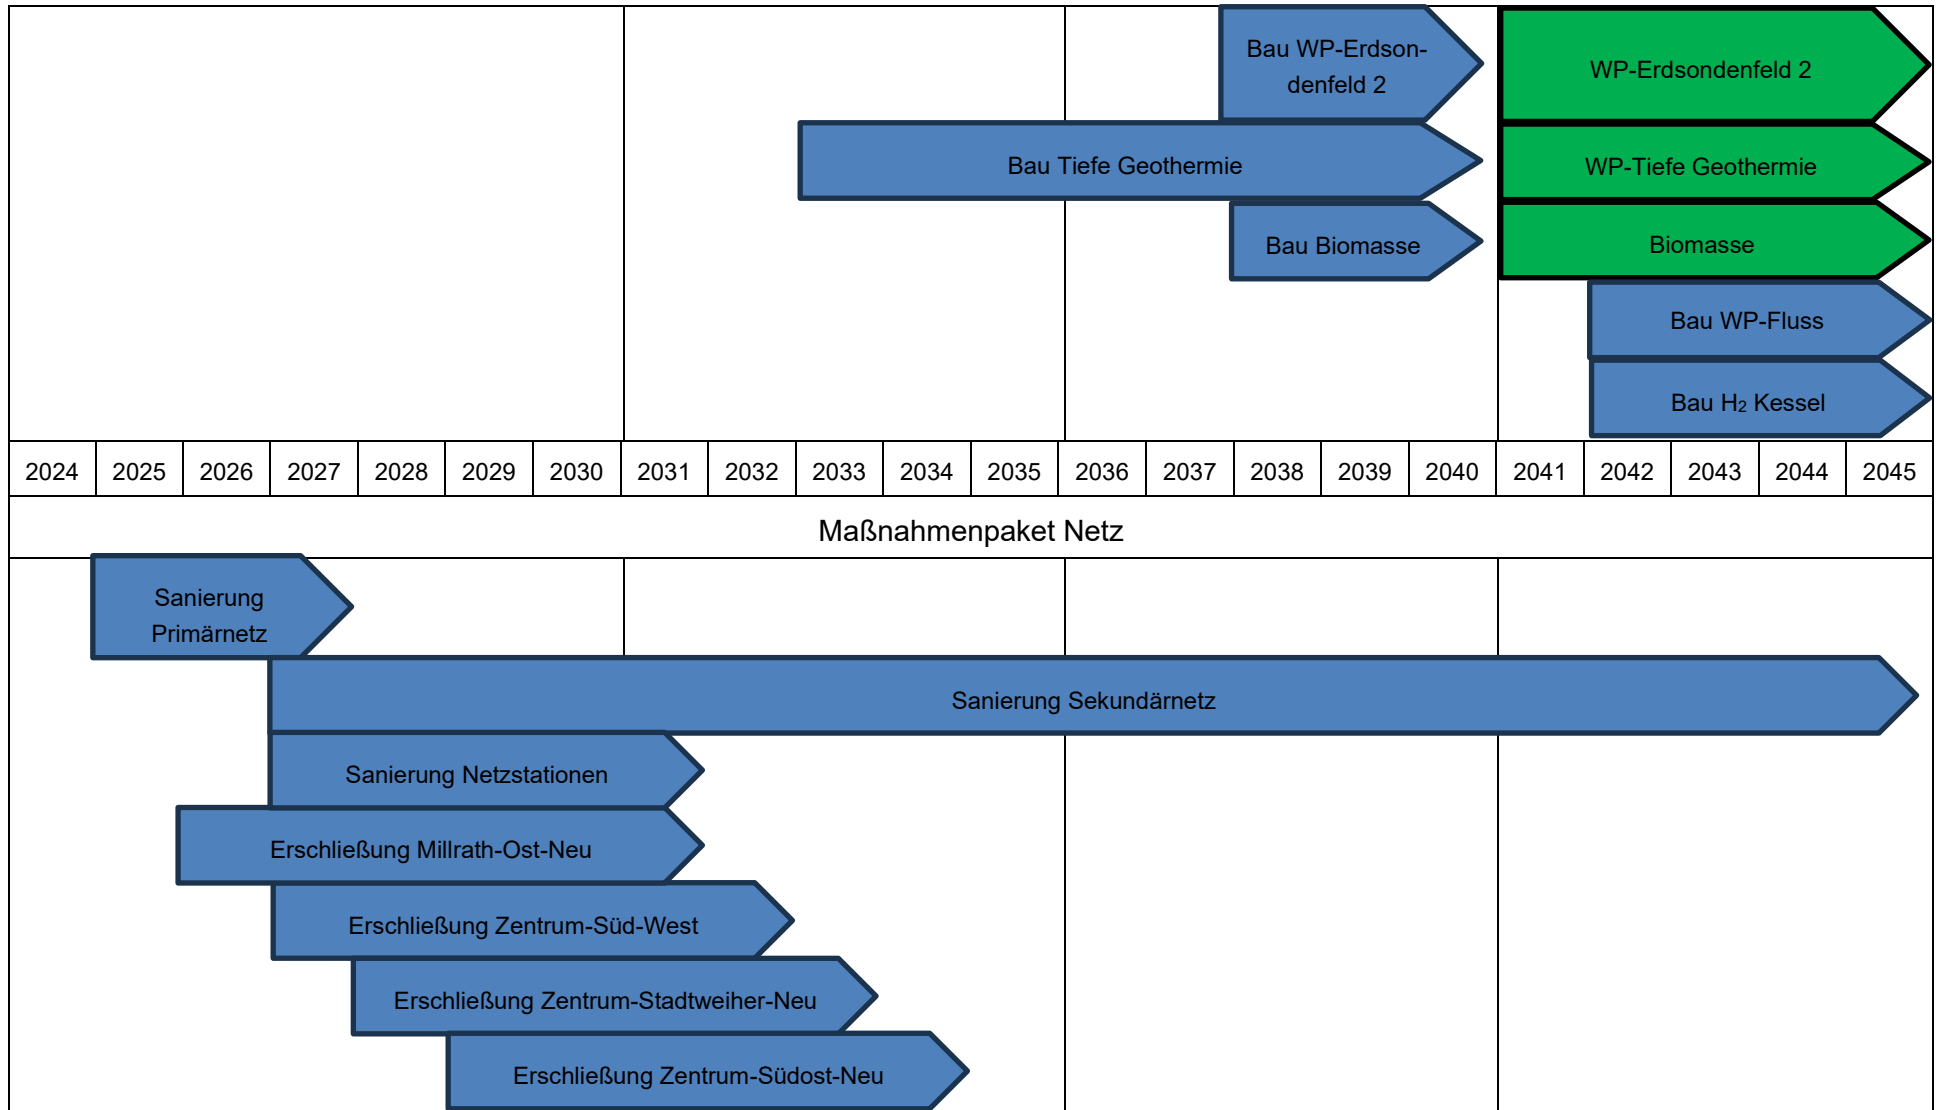 Bau WP-Erdson-
denfeld 2
WP-Erdsondenfeld 2
Bau Tiefe Geothermie
WP-Tiefe Geothermie
Bau Biomasse
Biomasse
Bau WP-Fluss
Bau H₂ Kessel
2024 2025 2026 2027 2028 2029 2030 2031 2032 2033 2034 2035 2036 2037 2038 2039 2040 2041 2042 2043 2044 2045
Maßnahmenpaket Netz
Sanierung
Primärnetz
Sanierung Sekundärnetz
Sanierung Netzstationen
Erschließung Millrath-Ost-Neu
Erschließung Zentrum-Süd-West
Erschließung Zentrum-Stadtweiher-Neu
Erschließung Zentrum-Südost-Neu